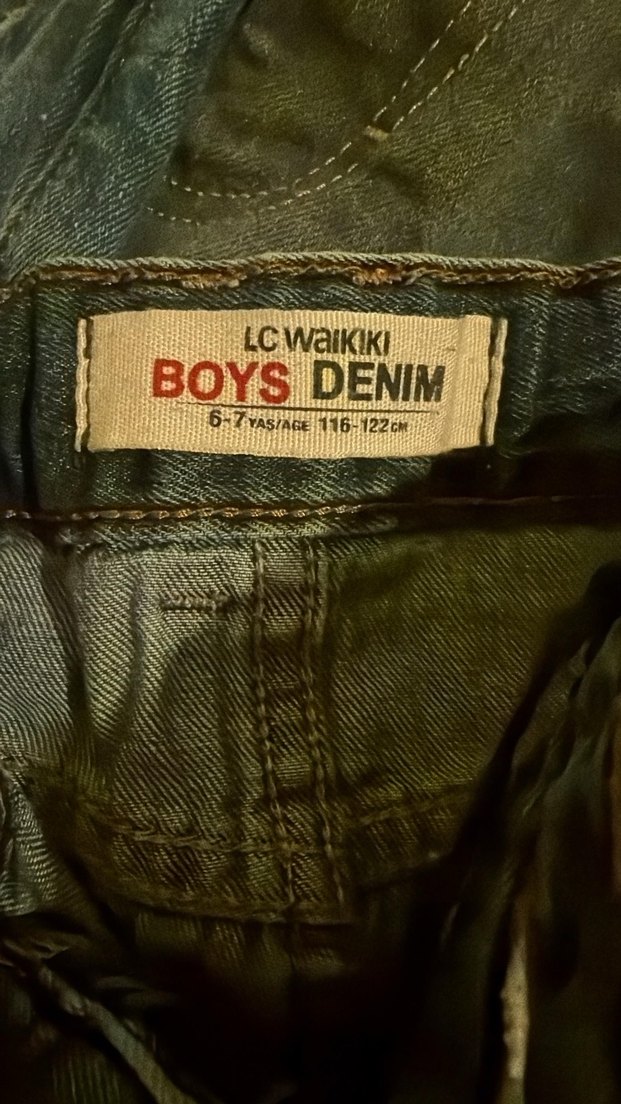 LC Waikiki
BOYS DENIM
6-7 YAS/AGE 116-122 CM